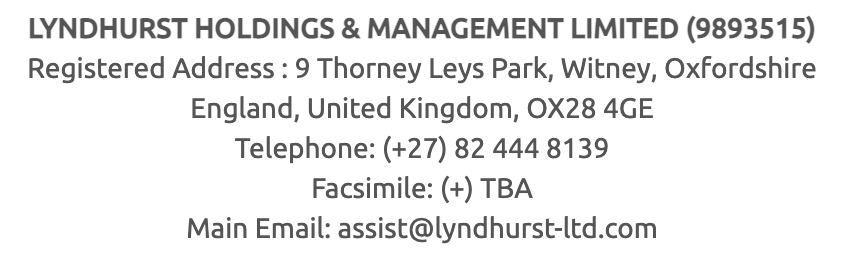 LYNDHURST HOLDINGS & MANAGEMENT LIMITED (9893515)
Registered Address : 9 Thorney Leys Park, Witney, Oxfordshire
England, United Kingdom, OX28 4GE
Telephone: (+27) 82 444 8139
Facsimile: (+) TBA
Main Email: assist@lyndhurst-ltd.com